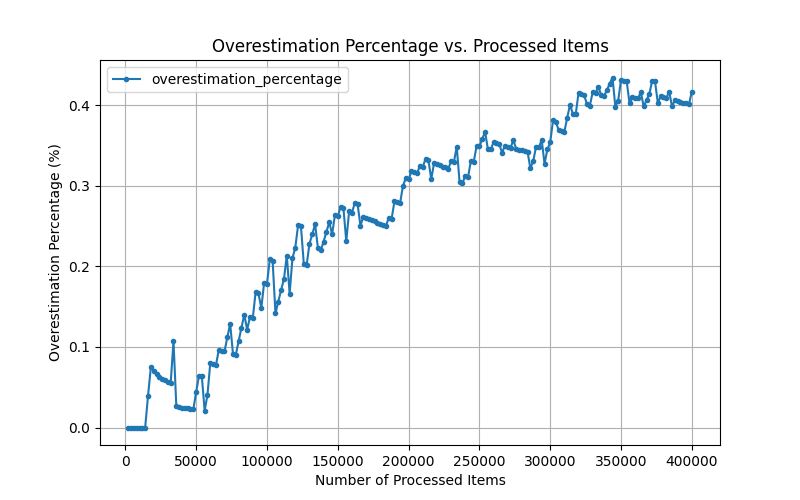 Overestimation Percentage vs. Processed Items
overestimation_percentage
Overestimation Percentage (%)
0.4
0.3
0.2
0.1
0.0
0 50000 100000 150000 200000 250000 300000 350000 400000
Number of Processed Items